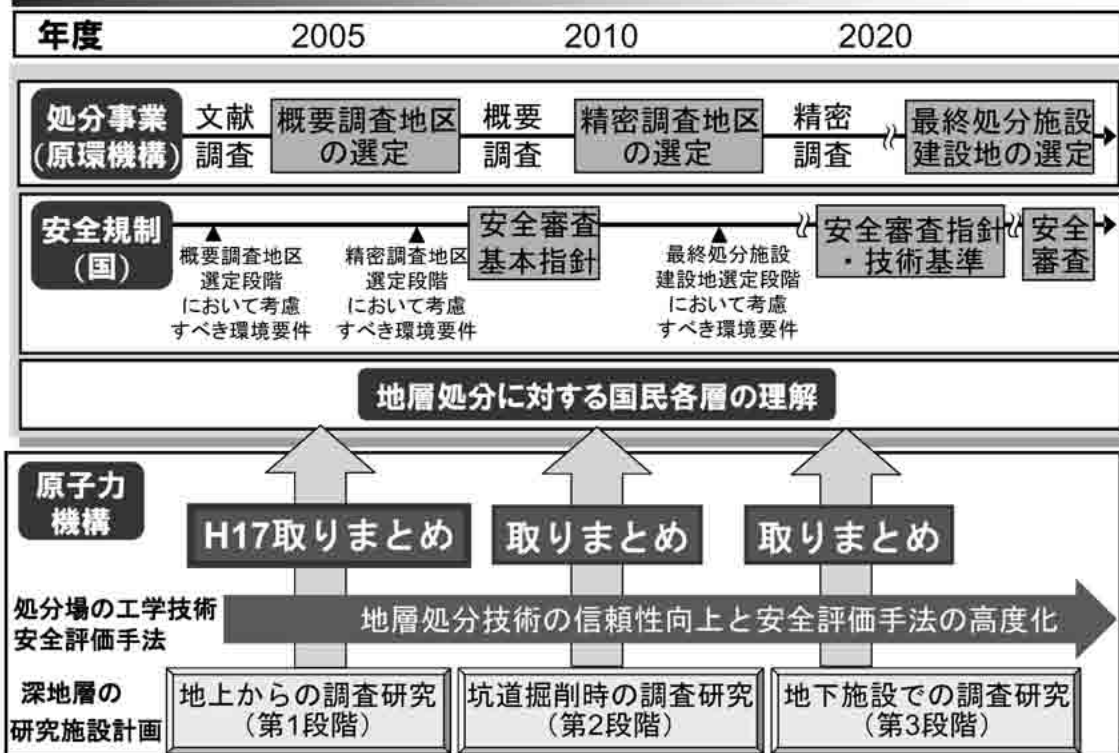 年度 2005 2010 2020
処分事業
(原環機構)
文献
調査
概要調査地区
の選定
概要
調査
精密調査地区
の選定
精密
調査
最終処分施設
建設地の選定
安全規制
(国)
概要調査地区
選定段階
において考慮
すべき環境要件
精密調査地区
選定段階
において考慮
すべき環境要件
安全審査
基本指針
最終処分施設
建設地選定段階
において考慮
すべき環境要件
安全審査指針
・技術基準
安全
審査
地層処分に対する国民各層の理解
原子力
機構
H17取りまとめ
取りまとめ
取りまとめ
処分場の工学技術
安全評価手法
地層処分技術の信頼性向上と安全評価手法の高度化
深地層の
研究施設計画
地上からの調査研究
(第1段階)
坑道掘削時の調査研究
(第2段階)
地下施設での調査研究
(第3段階)